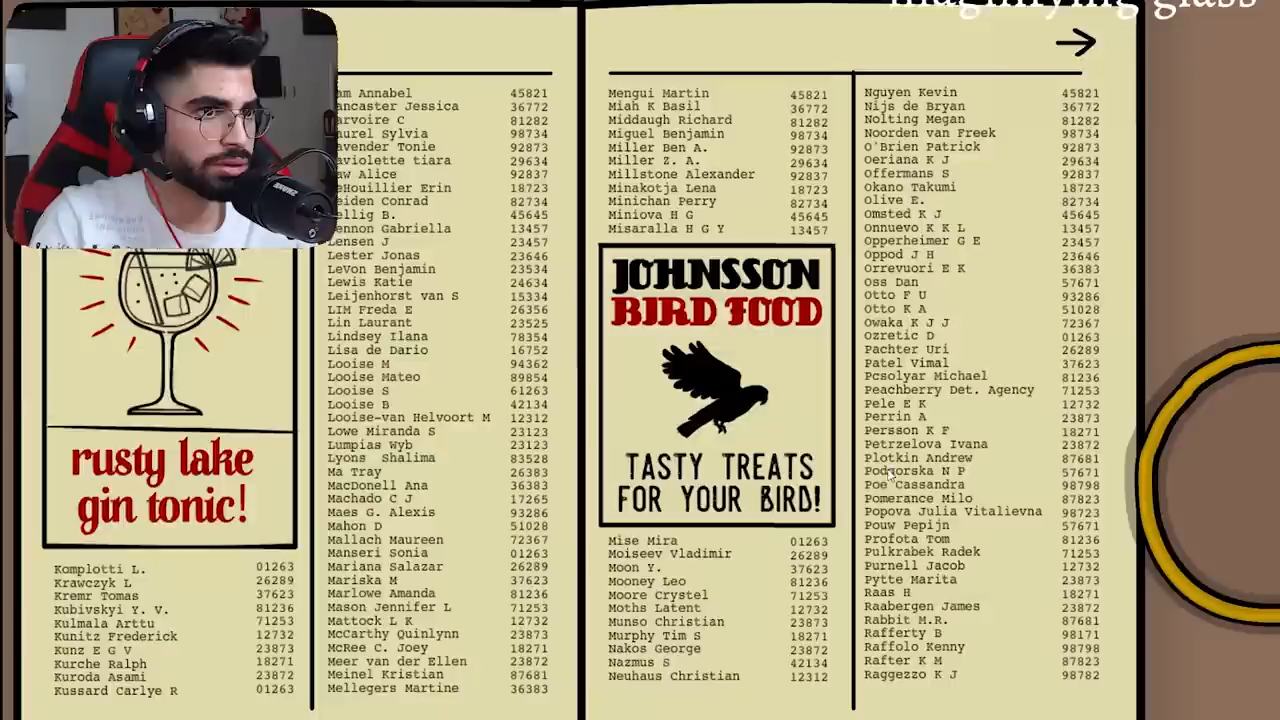 magnifying glass
rusty lake
gin tonic!
Komplotti L. 01263
Krawczyk L 26289
Kremr Tomas 37623
Kubivskyi Y. V. 81236
Kulmala Arttu 71253
Kunitz Frederick 12732
Kunz E G V 23873
Kurche Ralph 18271
Kuroda Asami 23872
Kussard Carlye R 01263
Annabel 45821
Jessica 36772
C 81282
Sylvia 98734
Tonie 92873
tiara 29634
Alice 92837
Erin 18723
Conrad 82734
B. 45645
Gabriella 13457
Lensen J 23457
Lester Jonas 23646
LeVon Benjamin 23534
Lewis Katie 24634
Leijenhorst van S 15334
LIM Freda E 26356
Lin Laurant 23525
Lindsey Ilana 78354
Lisa de Dario 16752
Looise M 94362
Looise Mateo 89854
Looise S 61263
Looise B 42134
Looise-van Helvoort M 12312
Lowe Miranda S 23123
Lumpias Wyb 23123
Lyons Shalima 83528
Ma Tray 26383
MacDonell Ana 36383
Machado C J 17265
Maes G. Alexis 93286
Mahon D 51028
Mallach Maureen 72367
Manseri Sonia 01263
Mariana Salazar 26289
Mariska M 37623
Marlowe Amanda 81236
Mason Jennifer L 71253
Mattock L K 12732
McCarthy Quinlynn 23873
McRee C. Joey 18271
Meer van der Ellen 23872
Meinel Kristian 87681
Mellegers Martine 36383
Mengui Martin 45821
Miah K Basil 36772
Middaugh Richard 81282
Miguel Benjamin 98734
Miller Ben A. 92873
Miller Z. A. 29634
Millstone Alexander 92837
Minakotja Lena 18723
Minichan Perry 82734
Miniova H G 45645
Misaralla H G Y 13457
JOHNSSON
BIRD FOOD
TASTY TREATS
FOR YOUR BIRD!
Mise Mira 01263
Moiseev Vladimir 26289
Moon Y. 37623
Mooney Leo 81236
Moore Crystel 71253
Moths Latent 12732
Munso Christian 23873
Murphy Tim S 18271
Nakos George 23872
Nazmus S 42134
Neuhaus Christian 12312
Nguyen Kevin 45821
Nijs de Bryan 36772
Nolting Megan 81282
Noorden van Freek 98734
O'Brien Patrick 92873
Oeriana K J 29634
Offermans S 92837
Okano Takumi 18723
Olive E. 82734
Omsted K J 45645
Onnuevo K K L 13457
Opperheimer G E 23457
Oppod J H 23646
Orrevuori E K 36383
Oss Dan 57671
Otto F U 93286
Otto K A 51028
Owaka K J J 72367
Ozretic D 01263
Pachter Uri 26289
Patel Vimal 37623
Pcsolyar Michael 81236
Peachberry Det. Agency 71253
Pele E K 12732
Perrin A 23873
Persson K F 18271
Petrzelova Ivana 23872
Plotkin Andrew 87681
Podgorska N P 57671
Poe Cassandra 98798
Pomerance Milo 87823
Popova Julia Vitalievna 98723
Pouw Pepijn 57671
Profota Tom 81236
Pulkrabek Radek 71253
Purnell Jacob 12732
Pytte Marita 23873
Raas H 18271
Raabergen James 23872
Rabbit M.R. 87681
Rafferty B 98171
Raffolo Kenny 98798
Rafter K M 87823
Raggezzo K J 98782